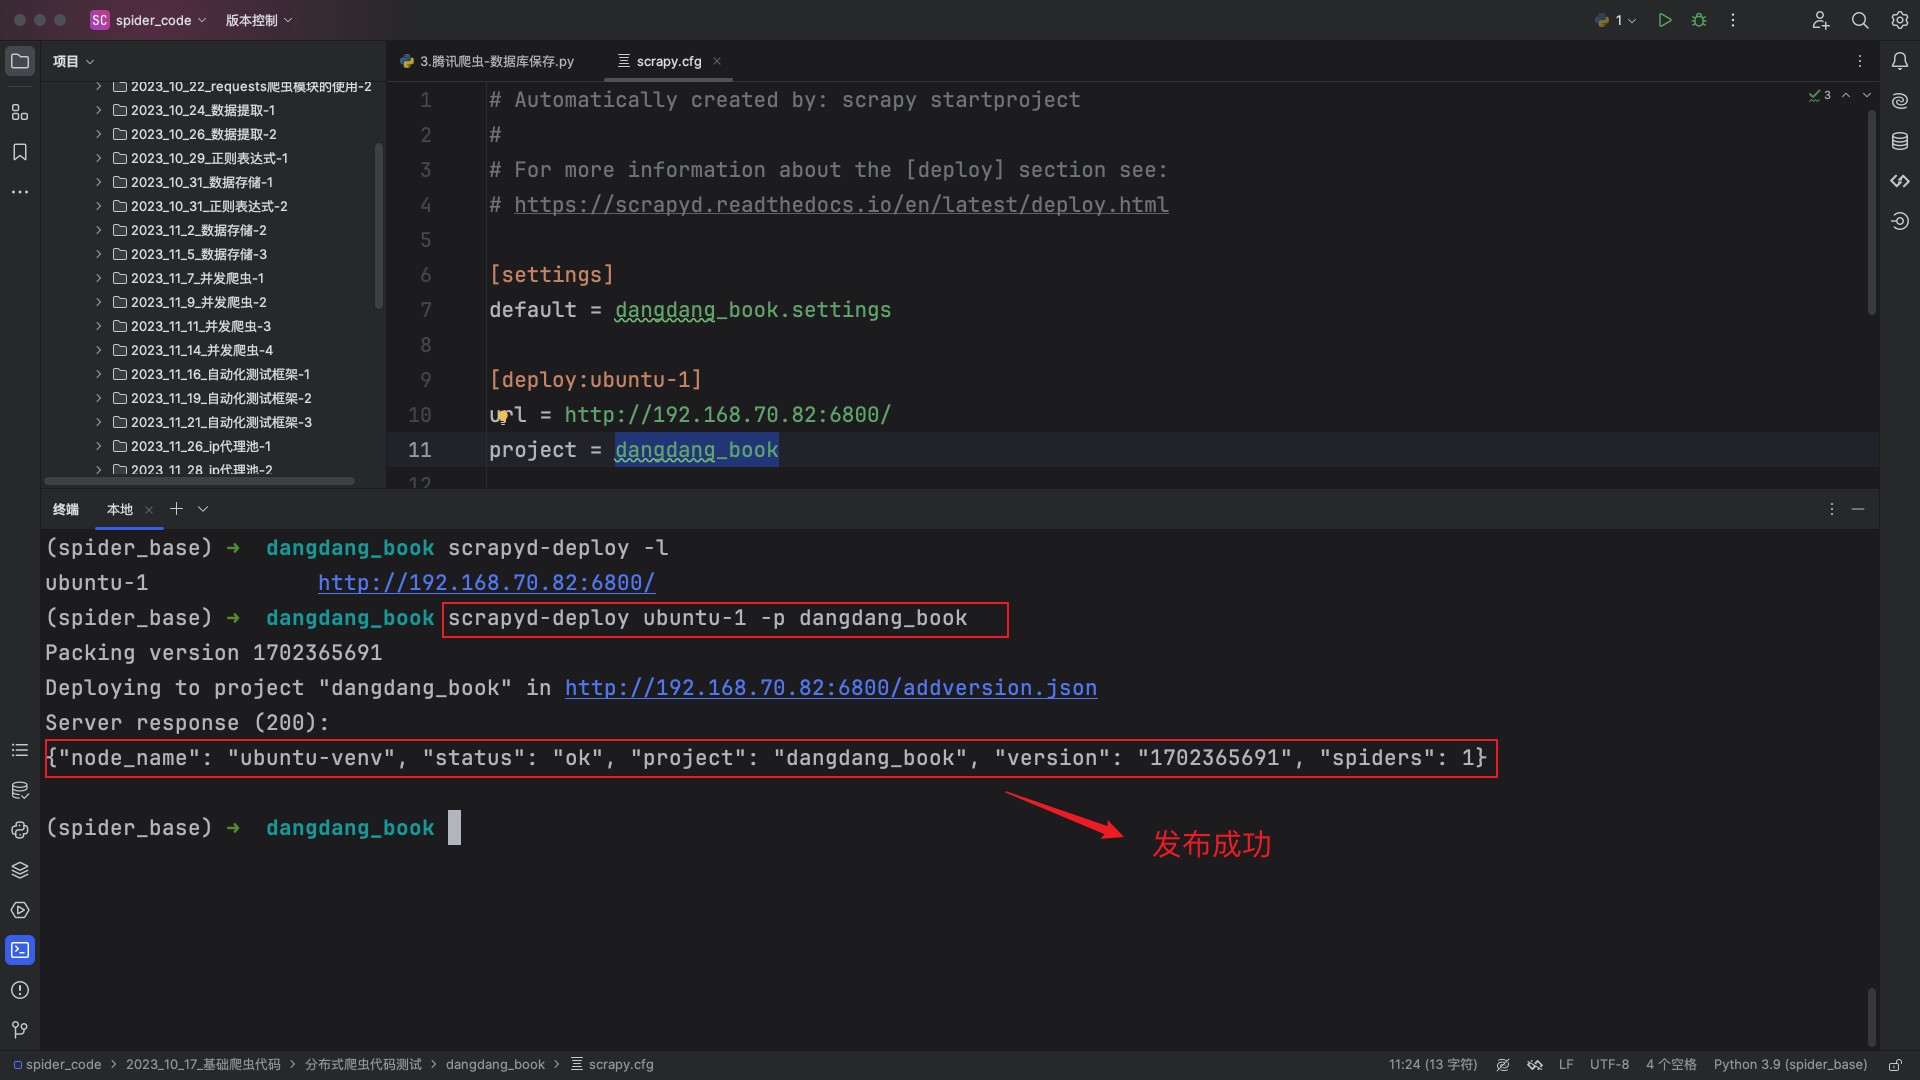 SC spider_code 版本控制 1
项目
3.腾讯爬虫-数据库保存.py scrapy.cfg
2023_10_22_requests爬虫模块的使用-2
2023_10_24_数据提取-1
2023_10_26_数据提取-2
2023_10_29_正则表达式-1
2023_10_31_数据存储-1
2023_10_31_正则表达式-2
2023_11_2_数据存储-2
2023_11_5_数据存储-3
2023_11_7_并发爬虫-1
2023_11_9_并发爬虫-2
2023_11_11_并发爬虫-3
2023_11_14_并发爬虫-4
2023_11_16_自动化测试框架-1
2023_11_19_自动化测试框架-2
2023_11_21_自动化测试框架-3
2023_11_26_ip代理池-1
2023_11_28_ip代理池-2
3
1 # Automatically created by: scrapy startproject
2 #
3 # For more information about the [deploy] section see:
4 # https://scrapyd.readthedocs.io/en/latest/deploy.html
5
6 [settings]
7 default = dangdang_book.settings
8
9 [deploy:ubuntu-1]
10 url = http://192.168.70.82:6800/
11 project = dangdang_book
12
终端 本地
(spider_base) ➜ dangdang_book scrapyd-deploy -l
ubuntu-1 http://192.168.70.82:6800/
(spider_base) ➜ dangdang_book scrapyd-deploy ubuntu-1 -p dangdang_book
Packing version 1702365691
Deploying to project "dangdang_book" in http://192.168.70.82:6800/addversion.json
Server response (200):
{"node_name": "ubuntu-venv", "status": "ok", "project": "dangdang_book", "version": "1702365691", "spiders": 1}
(spider_base) ➜ dangdang_book
发布成功
spider_code > 2023_10_17_基础爬虫代码 > 分布式爬虫代码测试 > dangdang_book > scrapy.cfg
11:24 (13 字符) LF UTF-8 4 个空格 Python 3.9 (spider_base)